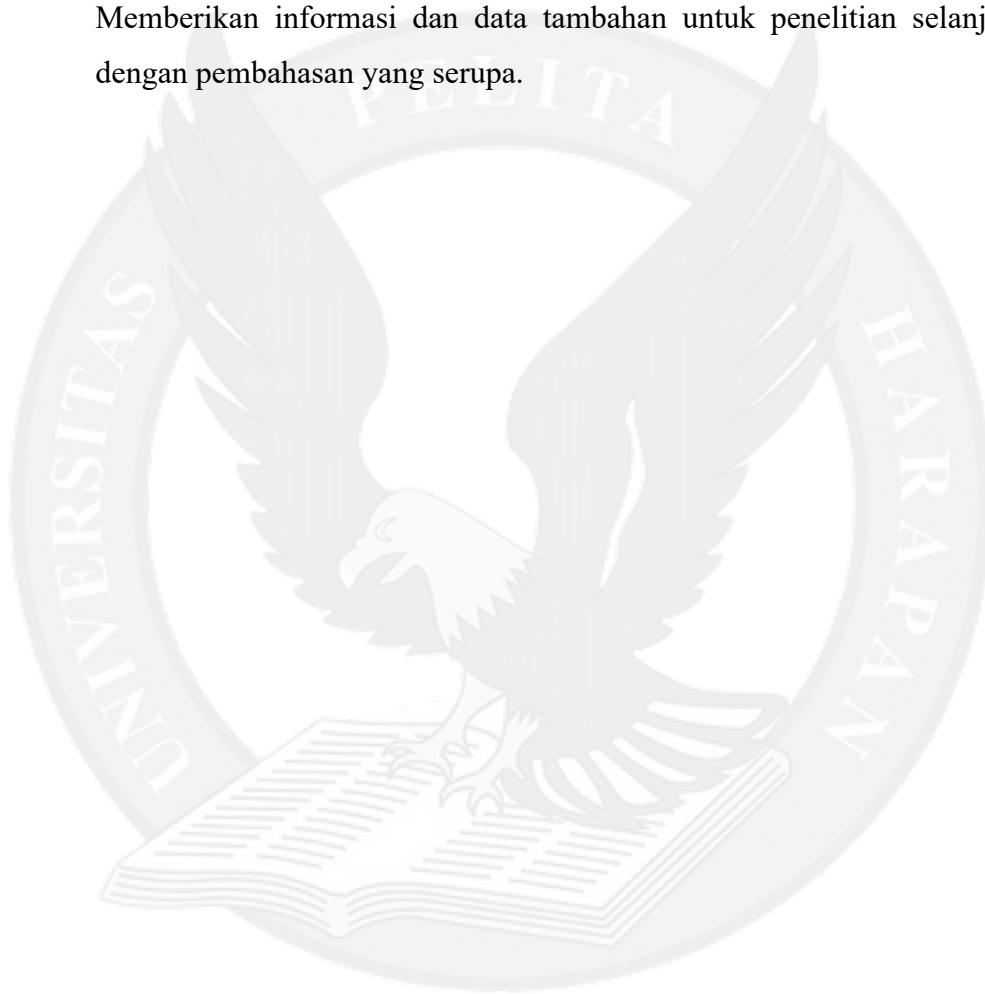 Memberikan informasi dan data tambahan untuk penelitian selanj
dengan pembahasan yang serupa.
UNIVERSITAS PELITA HARAPAN